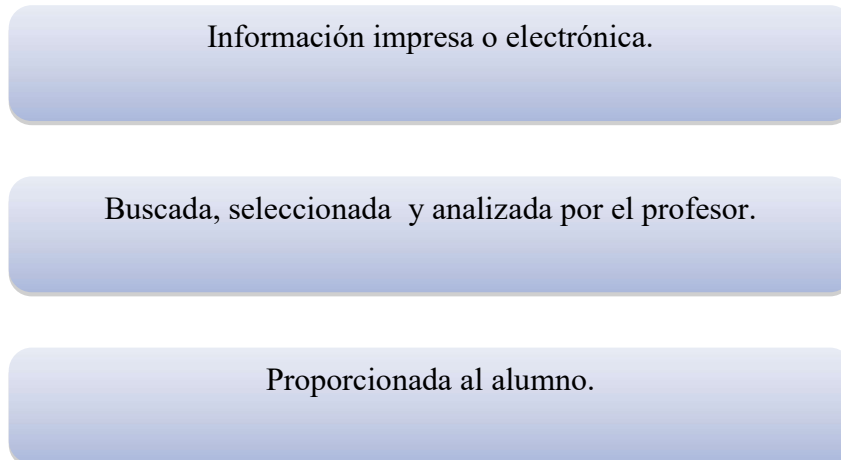 Información impresa o electrónica.
Buscada, seleccionada  y analizada por el profesor.
Proporcionada al alumno.